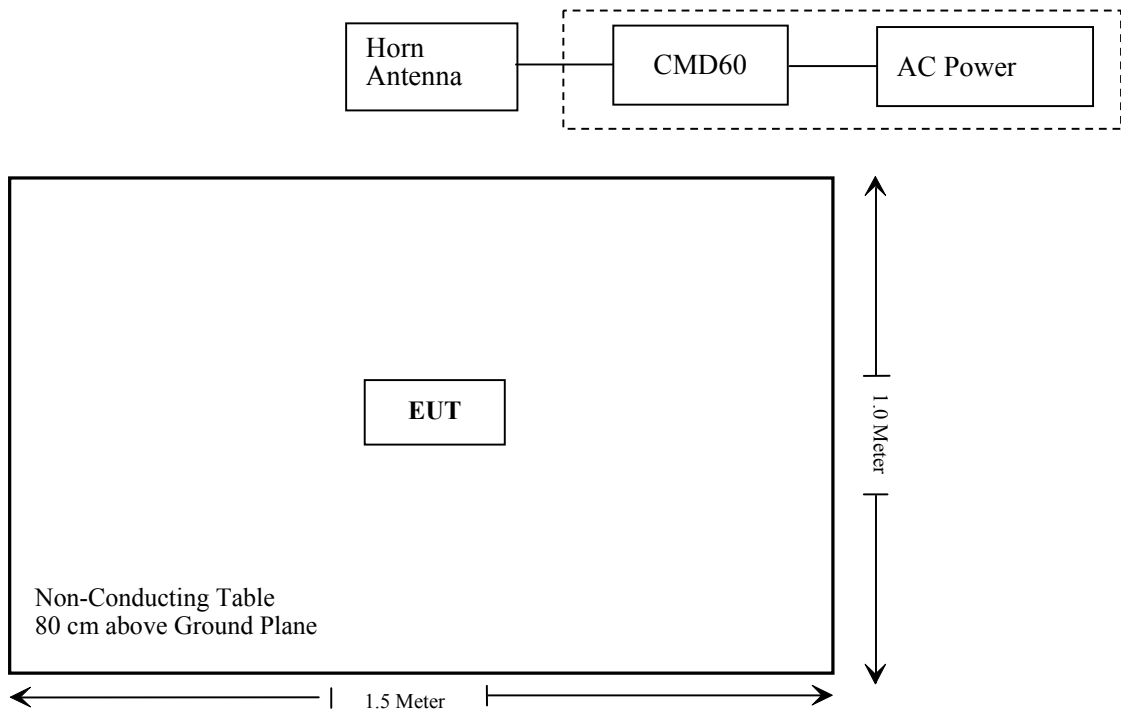 Horn
Antenna
CMD60
AC Power
EUT
1.0 Meter
Non-Conducting Table
80 cm above Ground Plane
1.5 Meter